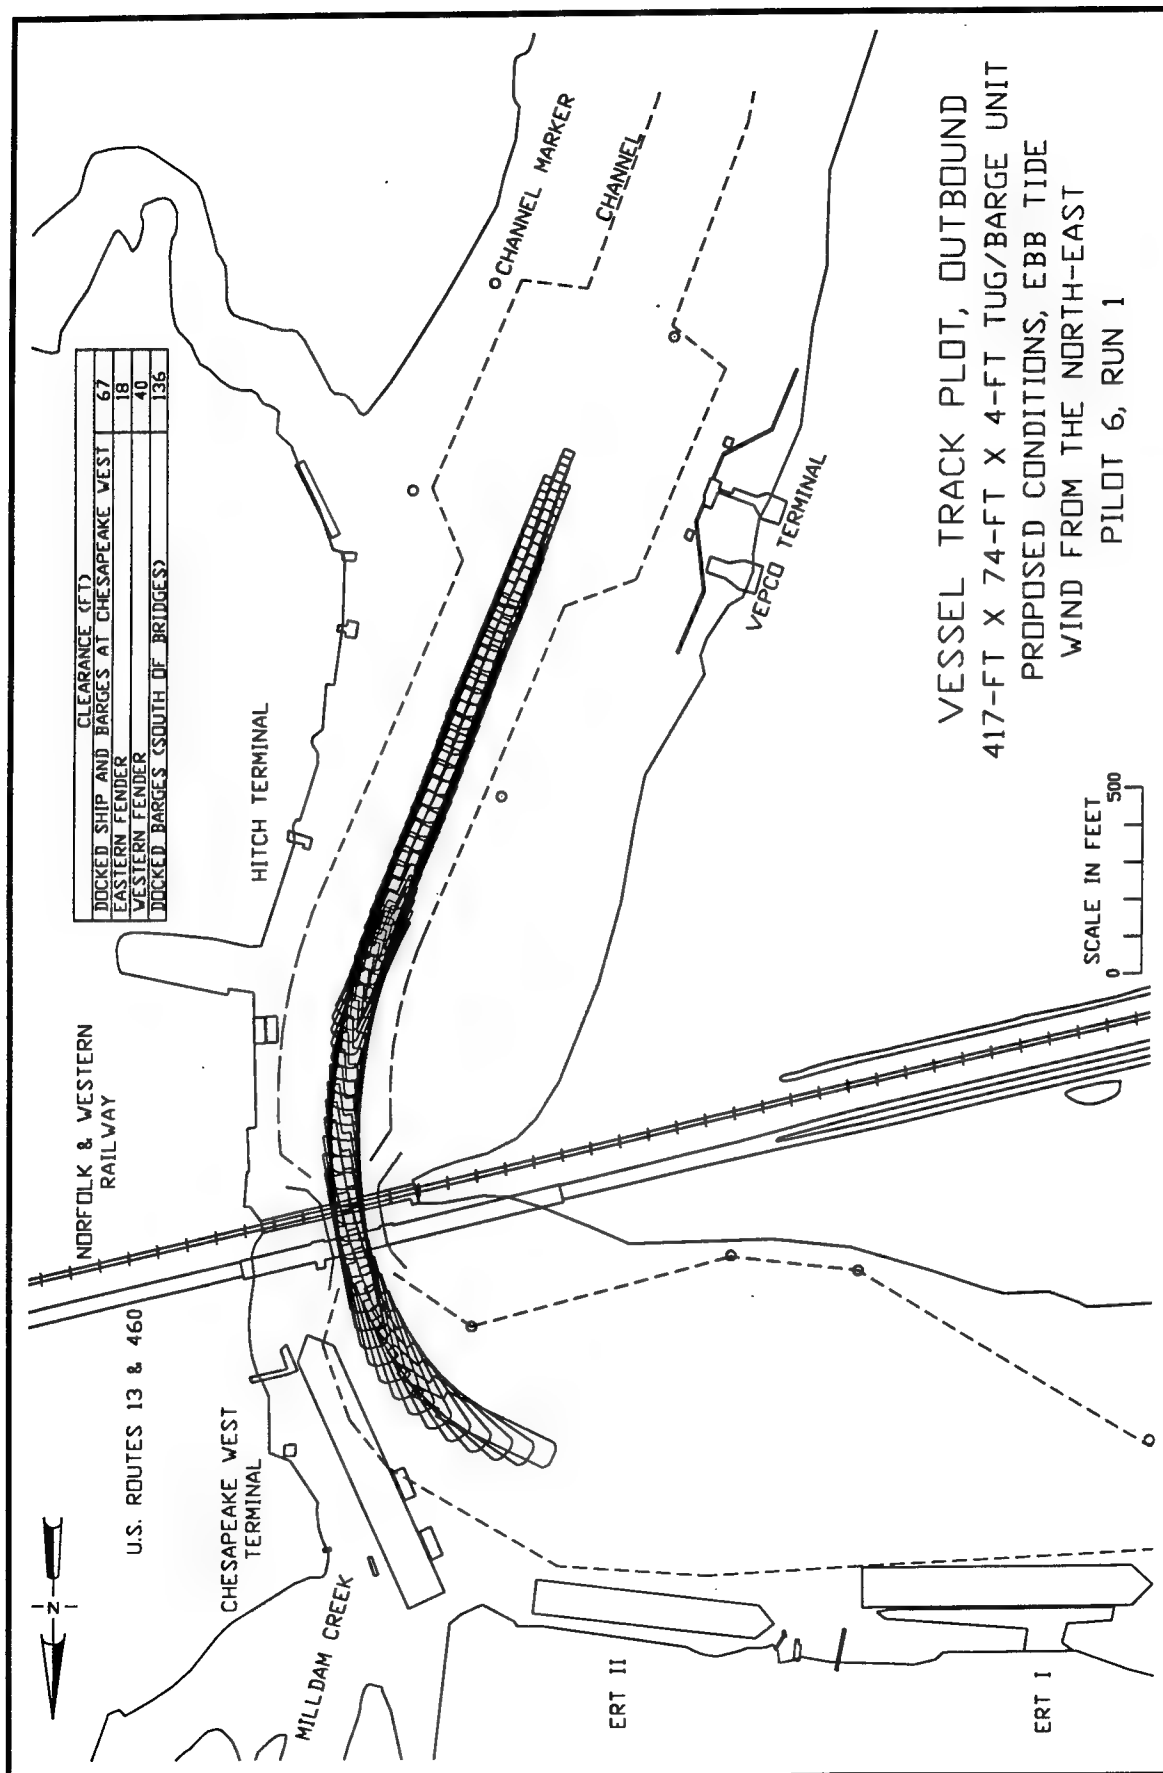 CLEARANCE (FT)
DOCKED SHIP AND BARGES AT CHESAPEAKE WEST 67
EASTERN FENDER 18
WESTERN FENDER 40
DOCKED BARGES (SOUTH OF BRIDGES) 136
N
U.S. ROUTES 13 & 460
NORFOLK & WESTERN
RAILWAY
HITCH TERMINAL
CHESAPEAKE WEST
TERMINAL
MILLDAM CREEK
CHANNEL MARKER
CHANNEL
VEPCO TERMINAL
ERT II
ERT I
SCALE IN FEET
0 500
VESSEL TRACK PLOT, OUTBOUND
417-FT X 74-FT X 4-FT TUG/BARGE UNIT
PROPOSED CONDITIONS, EBB TIDE
WIND FROM THE NORTH-EAST
PILOT 6, RUN 1